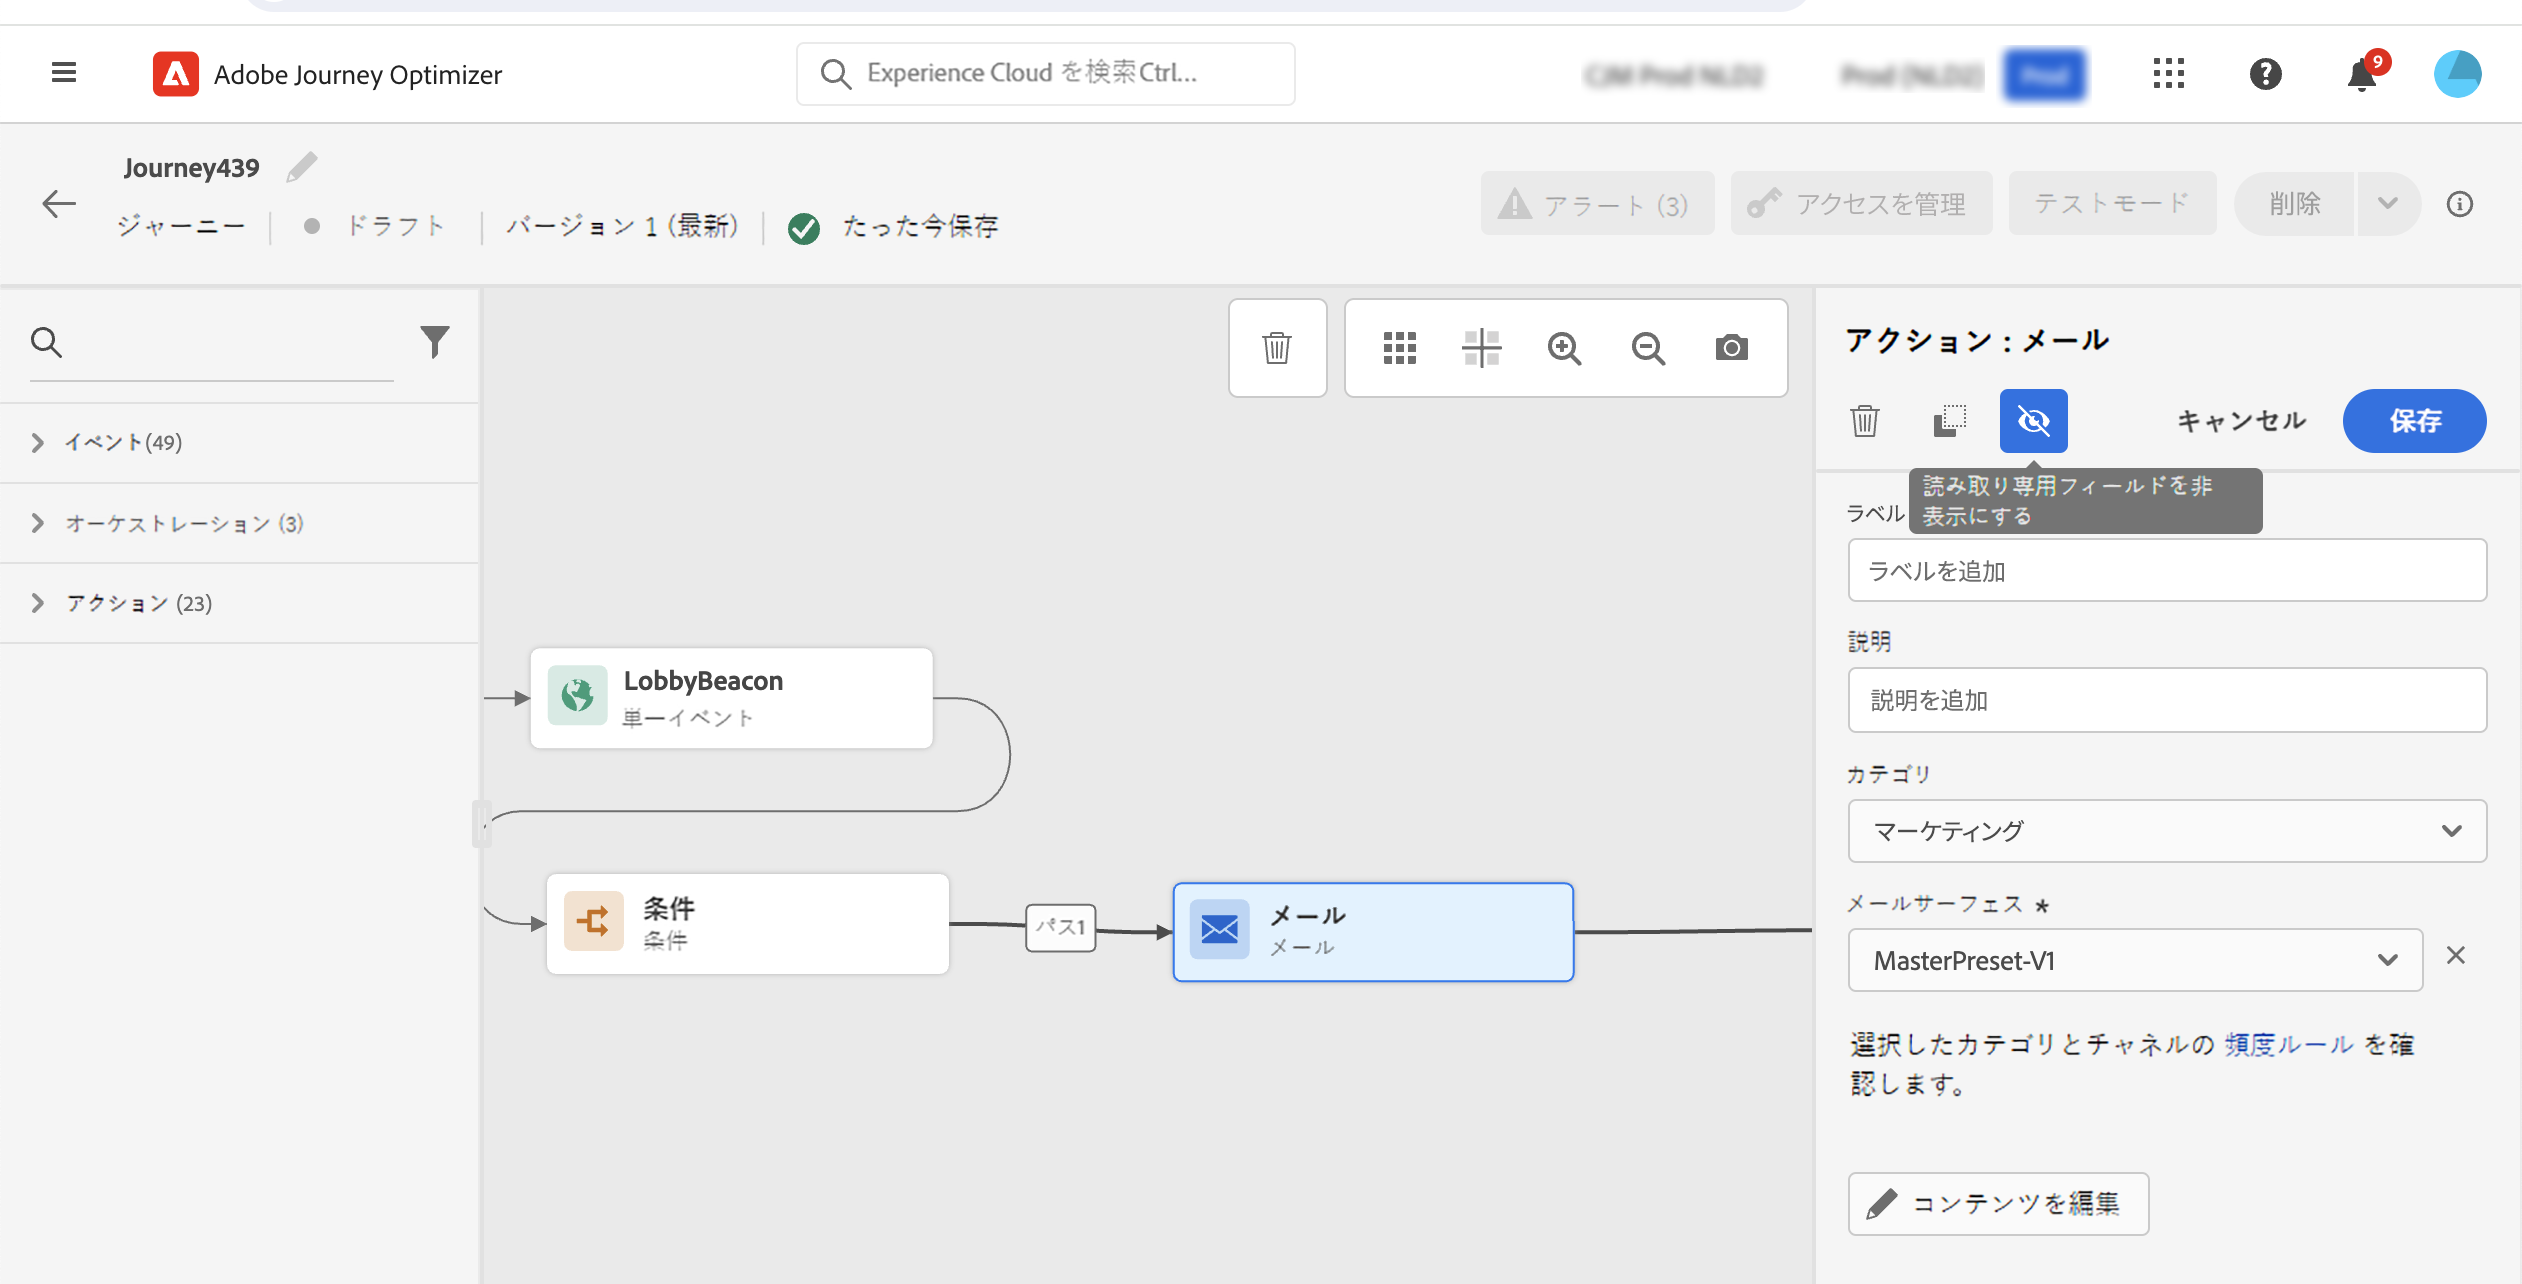 Adobe Journey Optimizer
Experience Cloud を検索Ctrl...
9
Journey439
ジャーニー
ドラフト
バージョン 1 (最新)
たった今保存
アラート (3)
アクセスを管理
テストモード
削除
イベント(49)
オーケストレーション (3)
アクション (23)
LobbyBeacon
単一イベント
条件
条件
パス1
メール
メール
アクション : メール
キャンセル
保存
読み取り専用フィールドを非
表示にする
ラベル
ラベルを追加
説明
説明を追加
カテゴリ
マーケティング
メールサーフェス *
MasterPreset-V1
選択したカテゴリとチャネルの 頻度ルール を確
認します。
コンテンツを編集